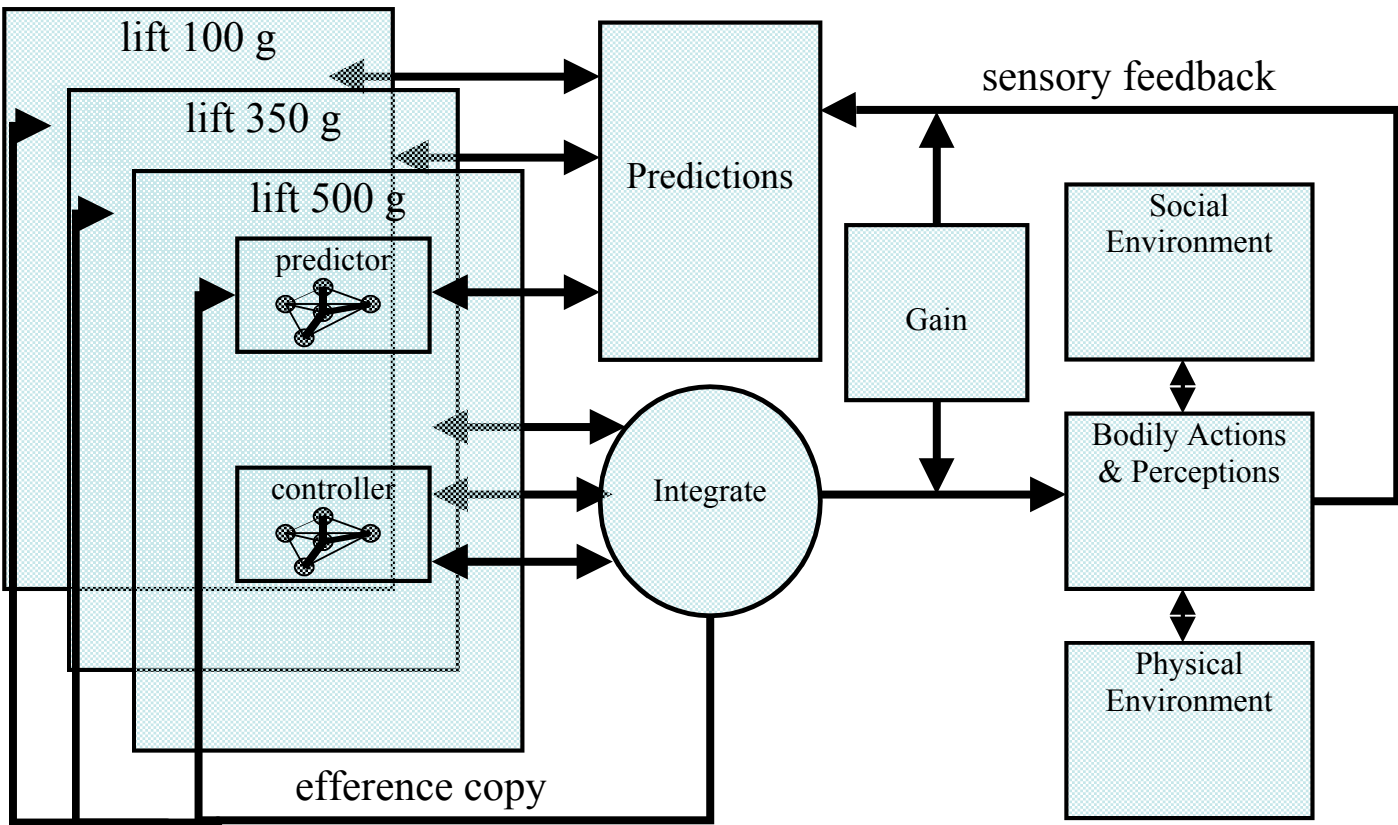 lift 100 g
lift 350 g
lift 500 g
predictor
controller
Predictions
Integrate
efference copy
sensory feedback
Gain
Social
Environment
Bodily Actions
& Perceptions
Physical
Environment